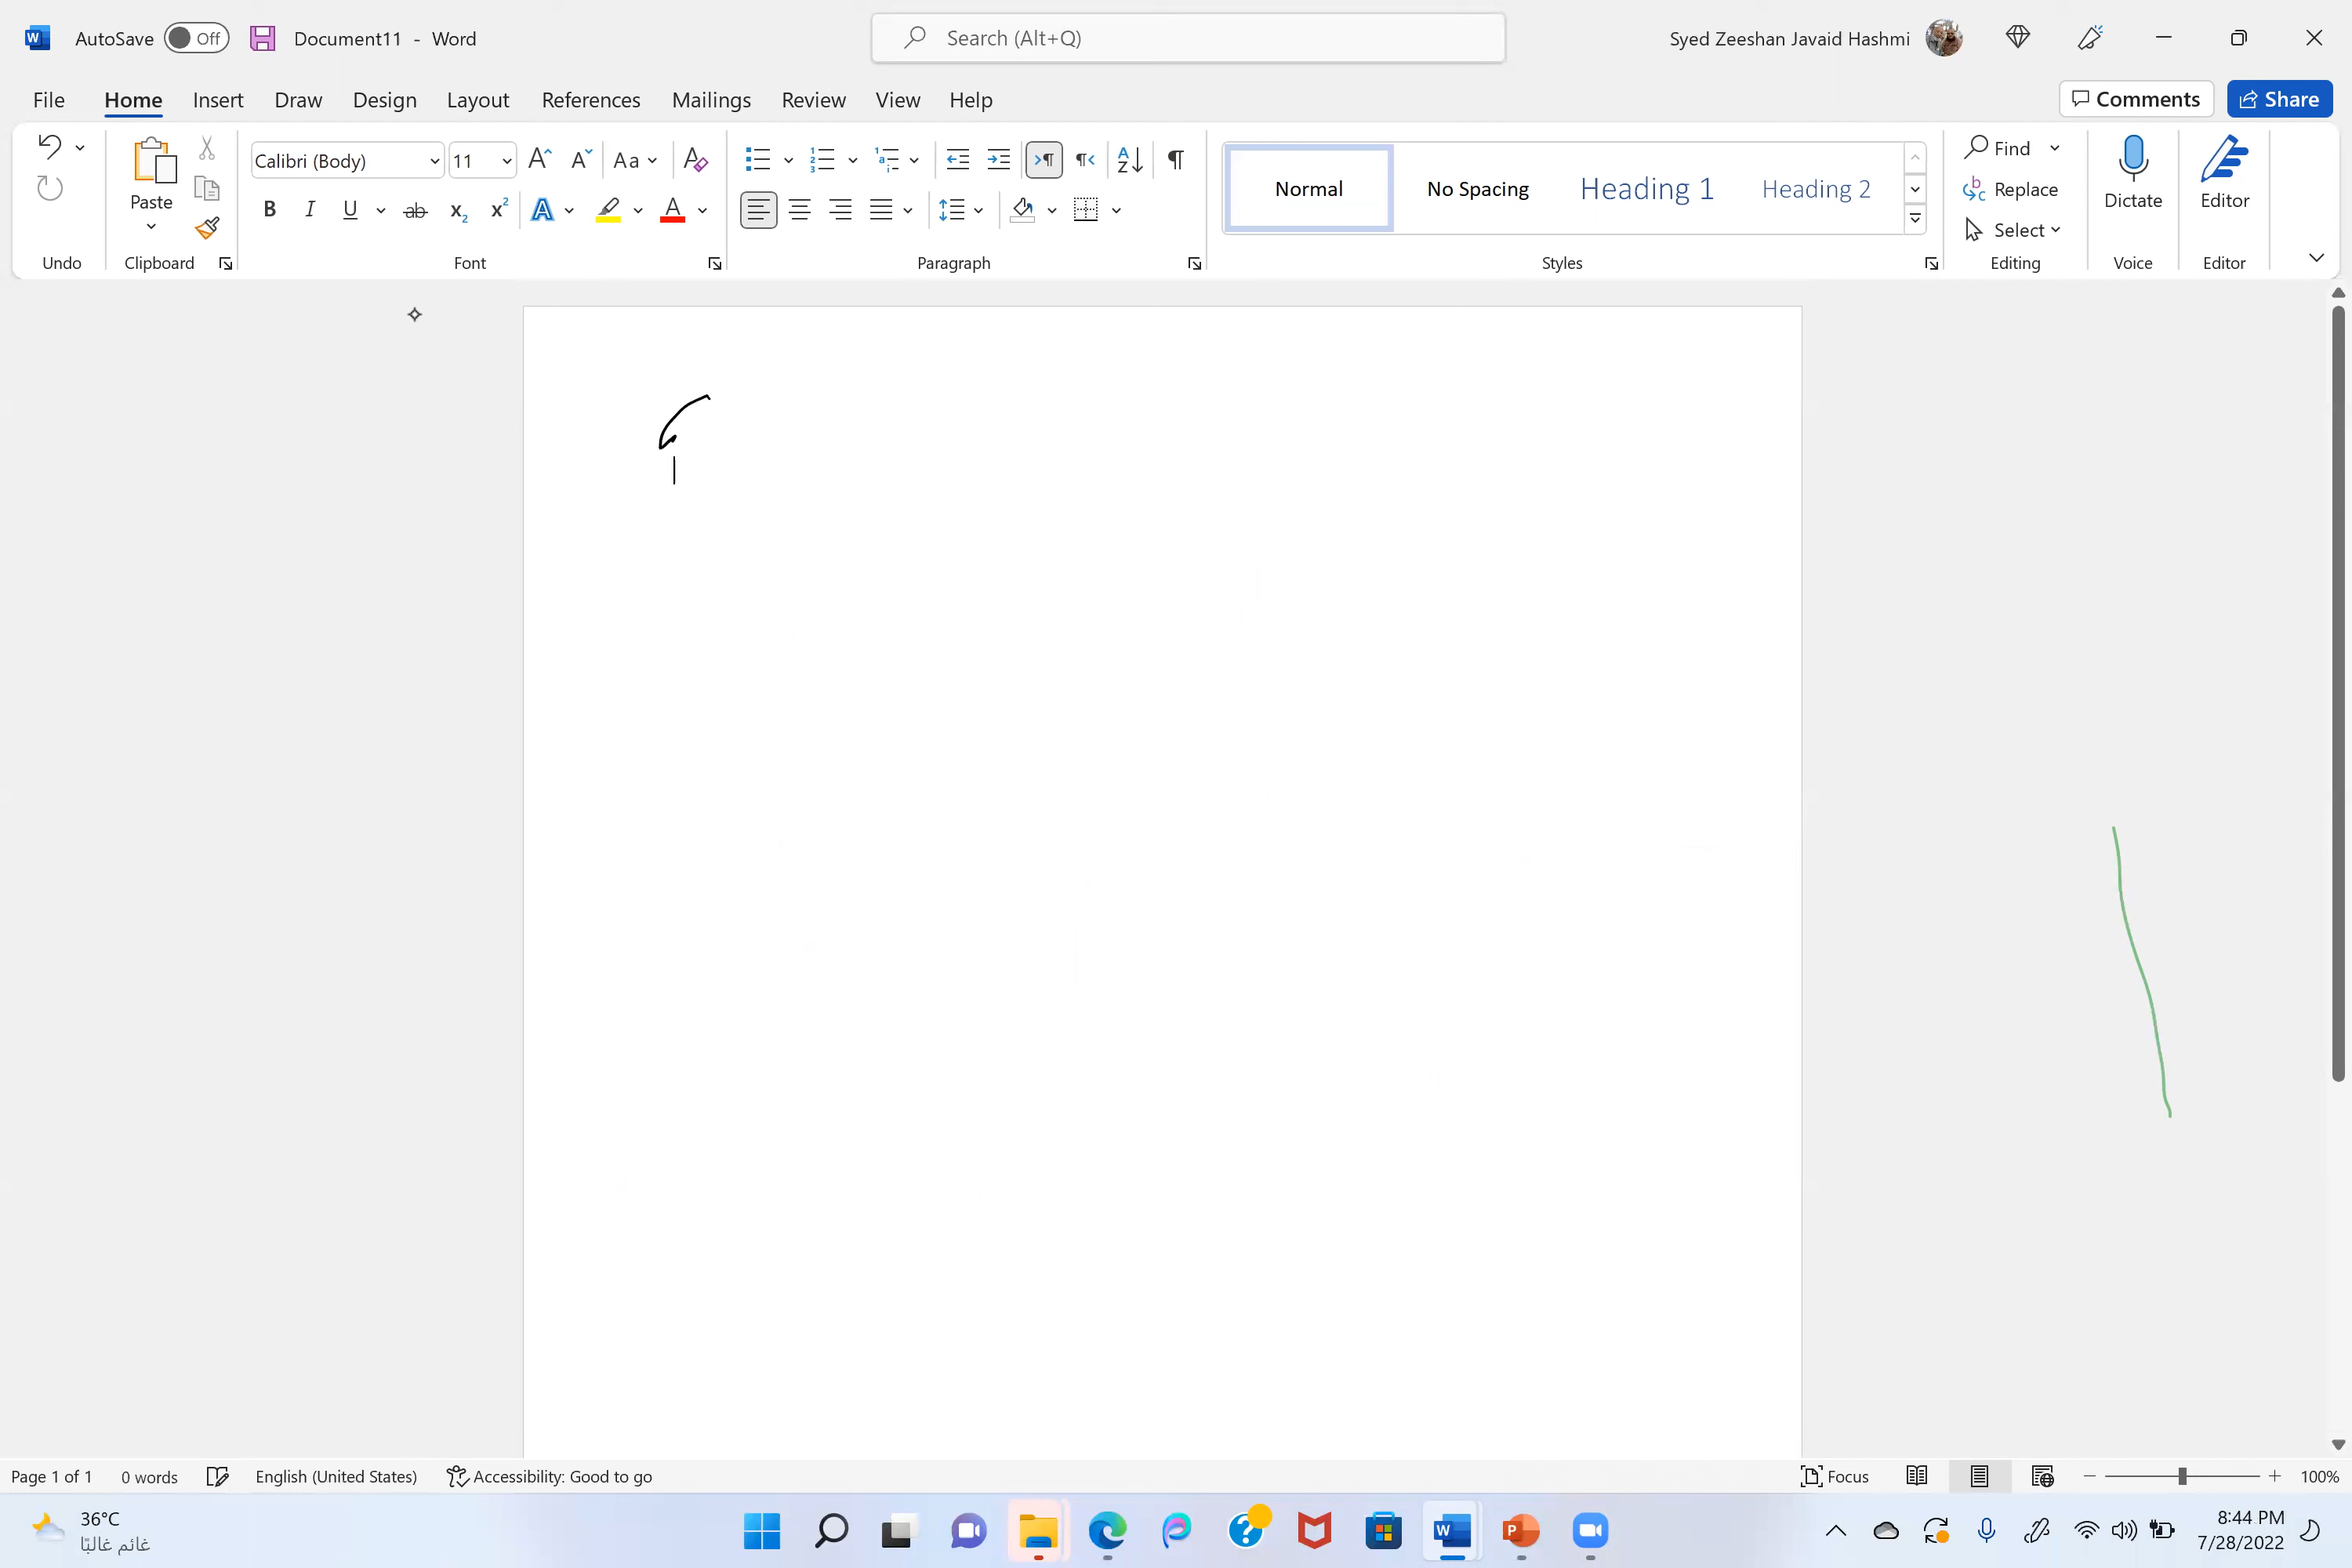 AutoSave Off Document11 - Word Search (Alt+Q) Syed Zeeshan Javaid Hashmi
File Home Insert Draw Design Layout References Mailings Review View Help Comments Share
Paste Calibri (Body) 11 Aa Normal No Spacing Heading 1 Heading 2 Find Replace Select Dictate Editor
Undo Clipboard Font Paragraph Styles Editing Voice Editor
Page 1 of 1 0 words English (United States) Accessibility: Good to go Focus 100%
36°C 8:44 PM
غائم غالبًا 7/28/2022